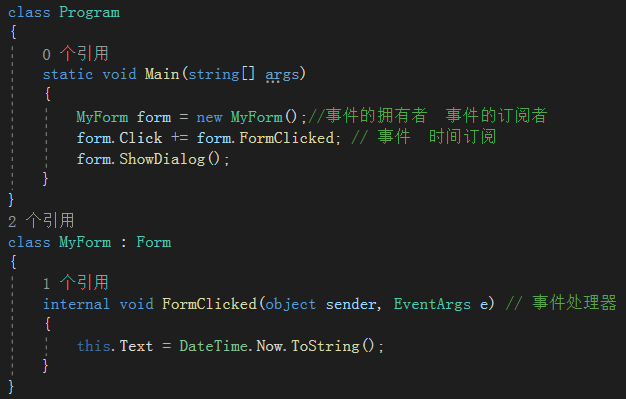 class Program
{
0 个引用
static void Main(string[] args)
{
MyForm form = new MyForm();//事件的拥有者  事件的订阅者
form.Click += form.FormClicked; // 事件  时间订阅
form.ShowDialog();
}
}
2 个引用
class MyForm : Form
{
1 个引用
internal void FormClicked(object sender, EventArgs e) // 事件处理器
{
this.Text = DateTime.Now.ToString();
}
}